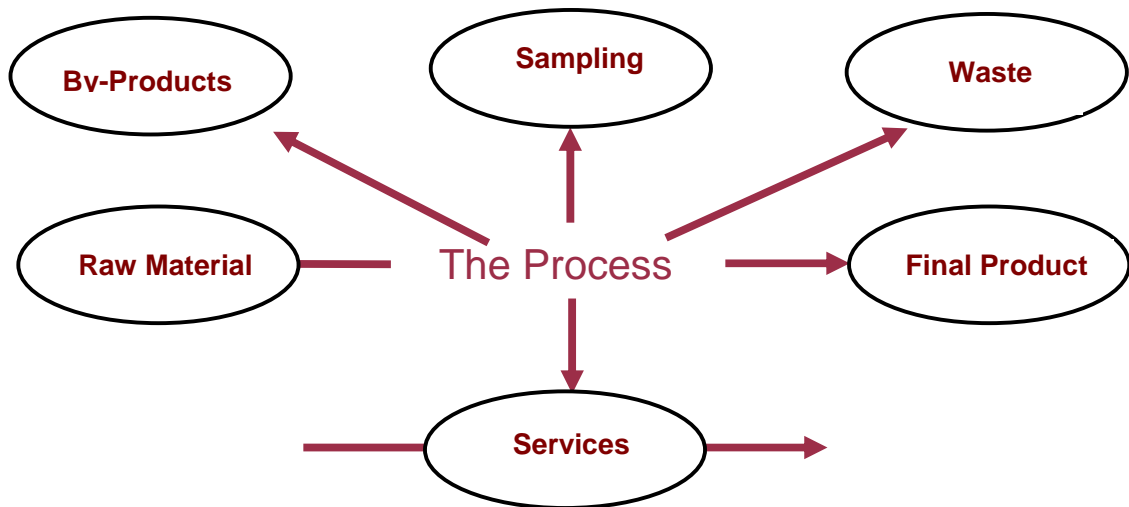 By-Products
Sampling
Waste
Raw Material
The Process
Final Product
Services